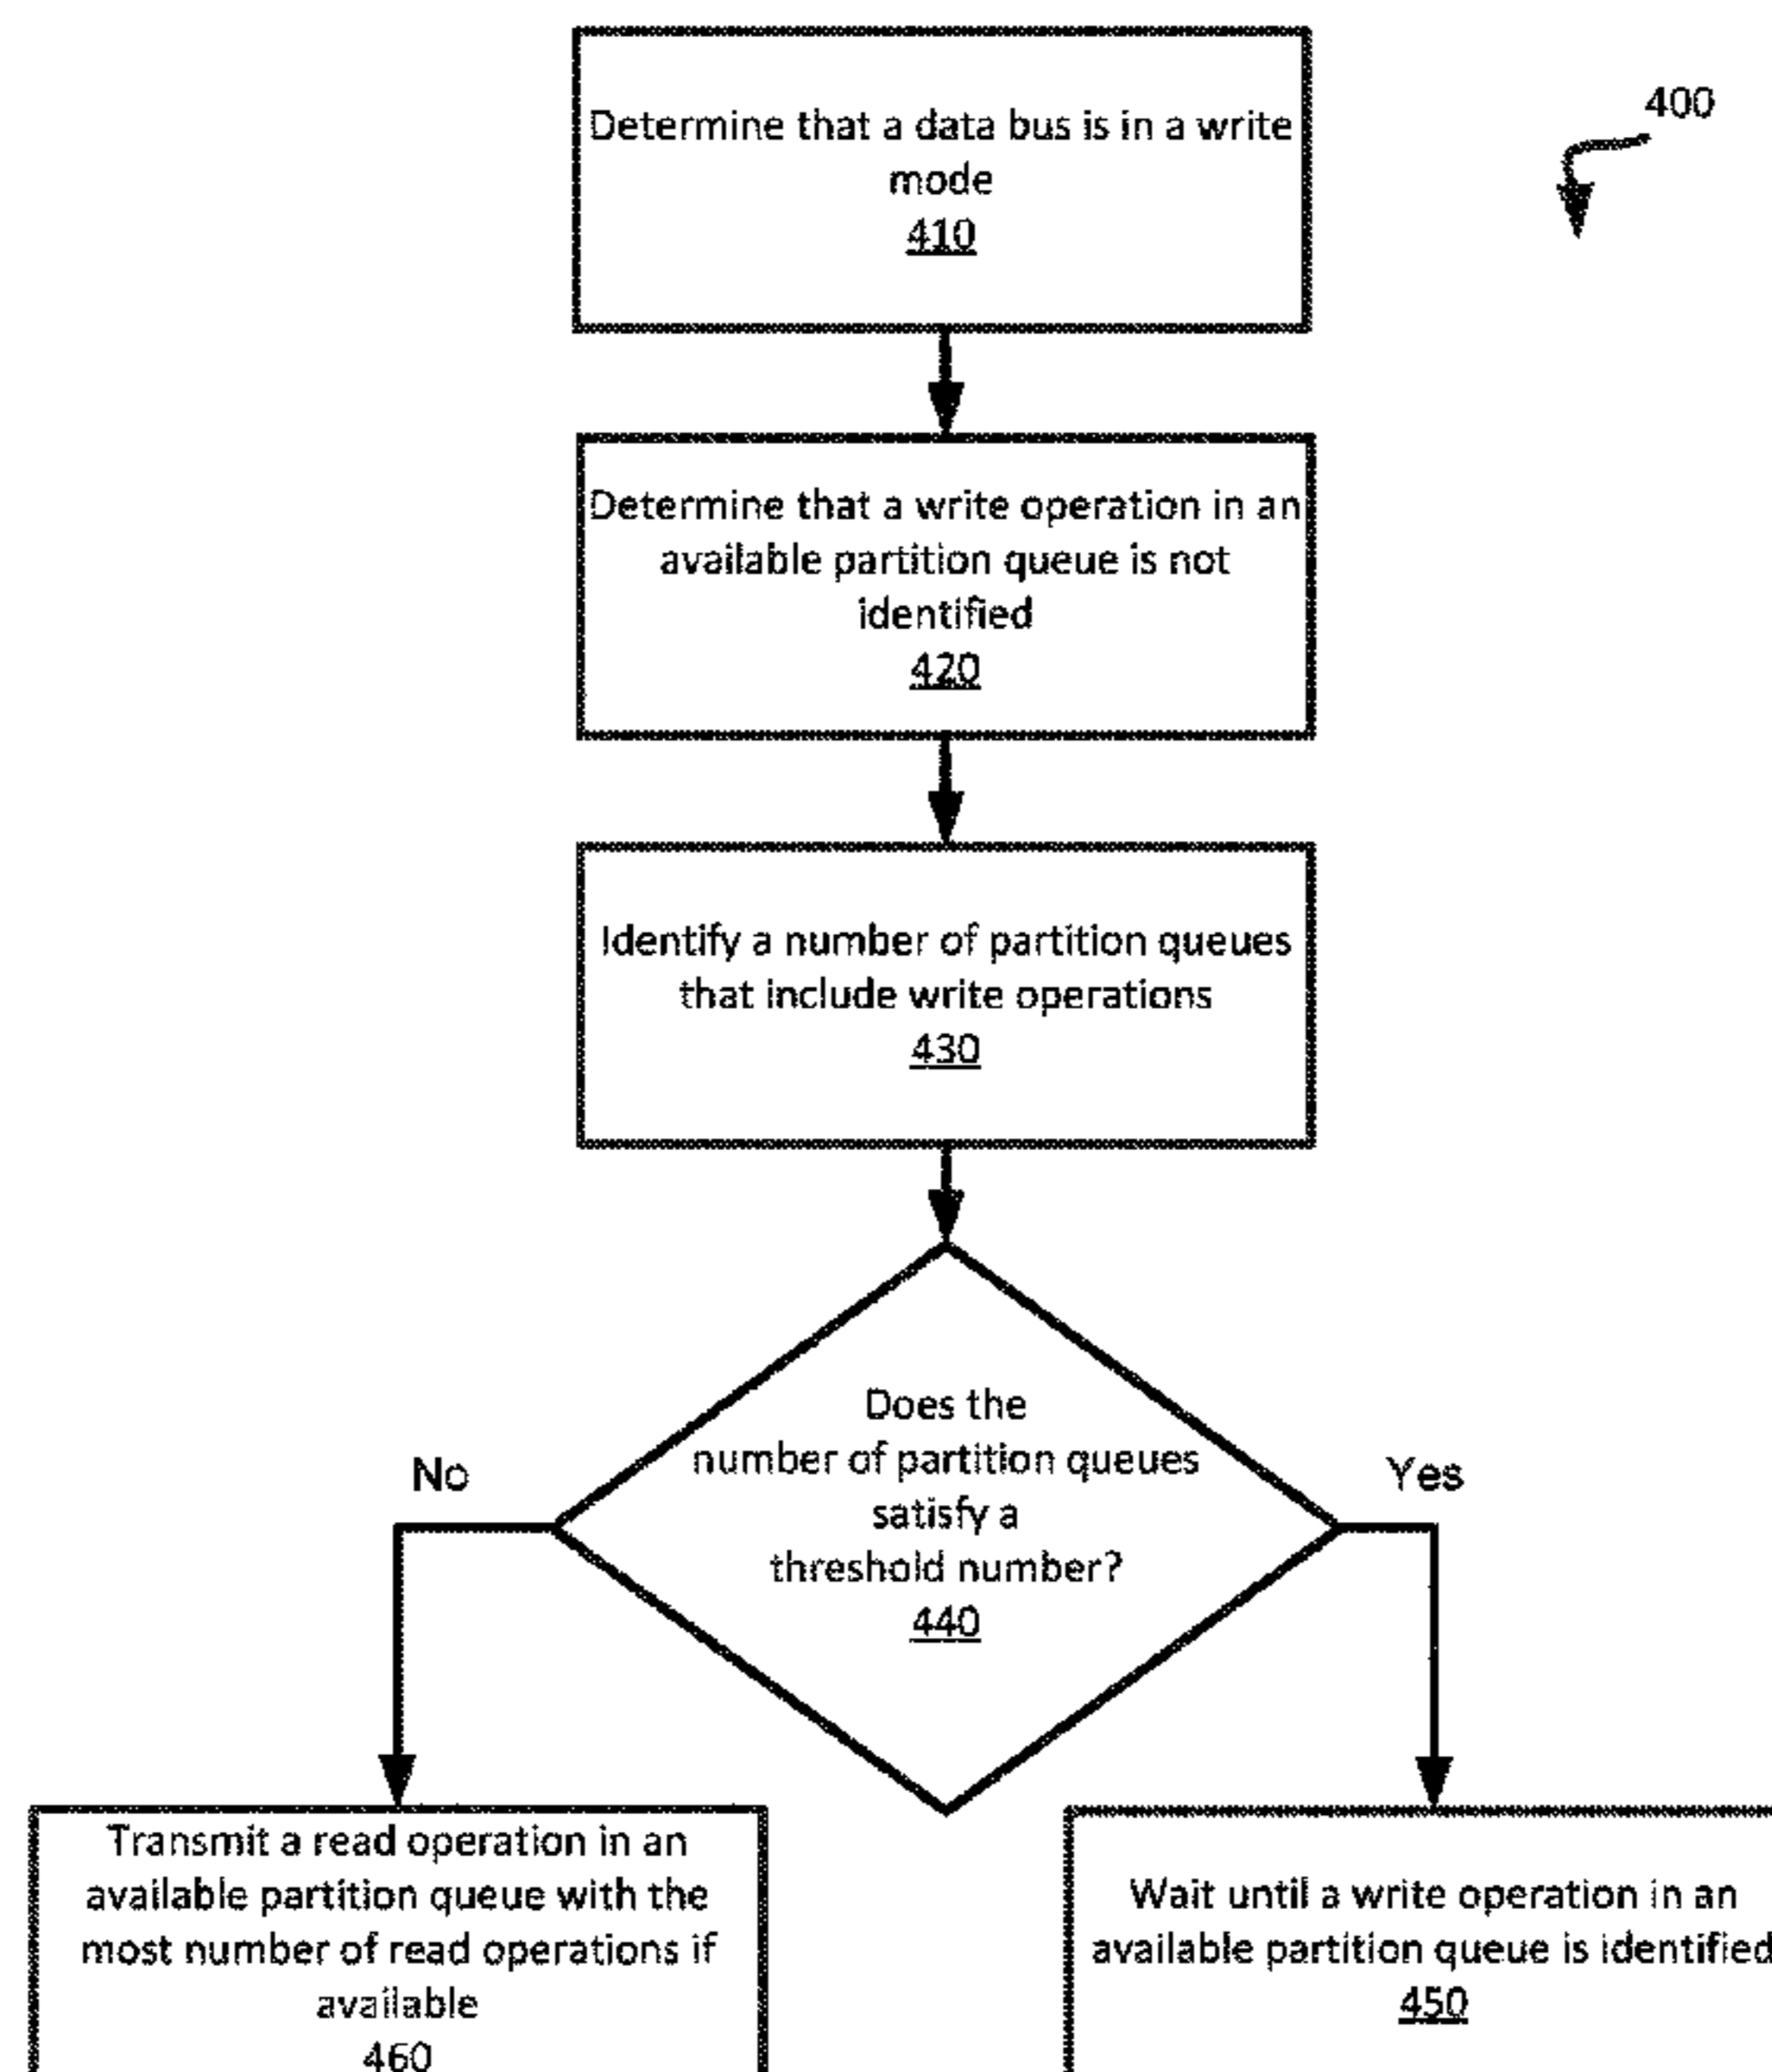 Determine that a data bus is in a write
mode
410
400
Determine that a write operation in an
available partition queue is not
identified
420
Identify a number of partition queues
that include write operations
430
Does the
number of partition queues
satisfy a
threshold number?
440
No
Yes
Transmit a read operation in an
available partition queue with the
most number of read operations if
available
460
Wait until a write operation in an
available partition queue is identified
450